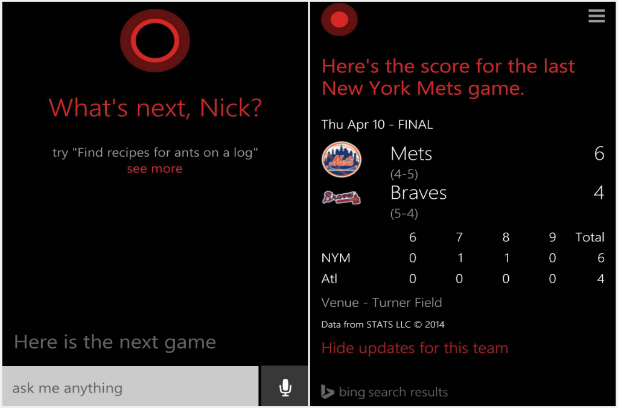 What's next, Nick?
try "Find recipes for ants on a log"
see more
Here is the next game
ask me anything
Here's the score for the last
New York Mets game.
Thu Apr 10 - FINAL
Mets
Mets 6
(4-5)
Braves
Braves 4
(5-4)
6 7 8 9 Total
NYM 0 1 1 0 6
Atl 0 0 0 0 4
Venue - Turner Field
Data from STATS LLC © 2014
Hide updates for this team
bing search results